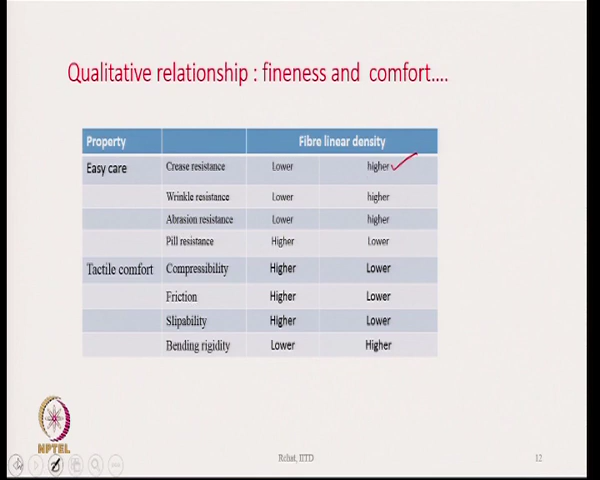 Qualitative relationship : fineness and comfort....
Property Fibre linear density
Easy care Crease resistance Lower higher
Wrinkle resistance Lower higher
Abrasion resistance Lower higher
Pill resistance Higher Lower
Tactile comfort Compressibility Higher Lower
Friction Higher Lower
Slipability Higher Lower
Bending rigidity Lower Higher
NPTEL
Rohat, IITD 12